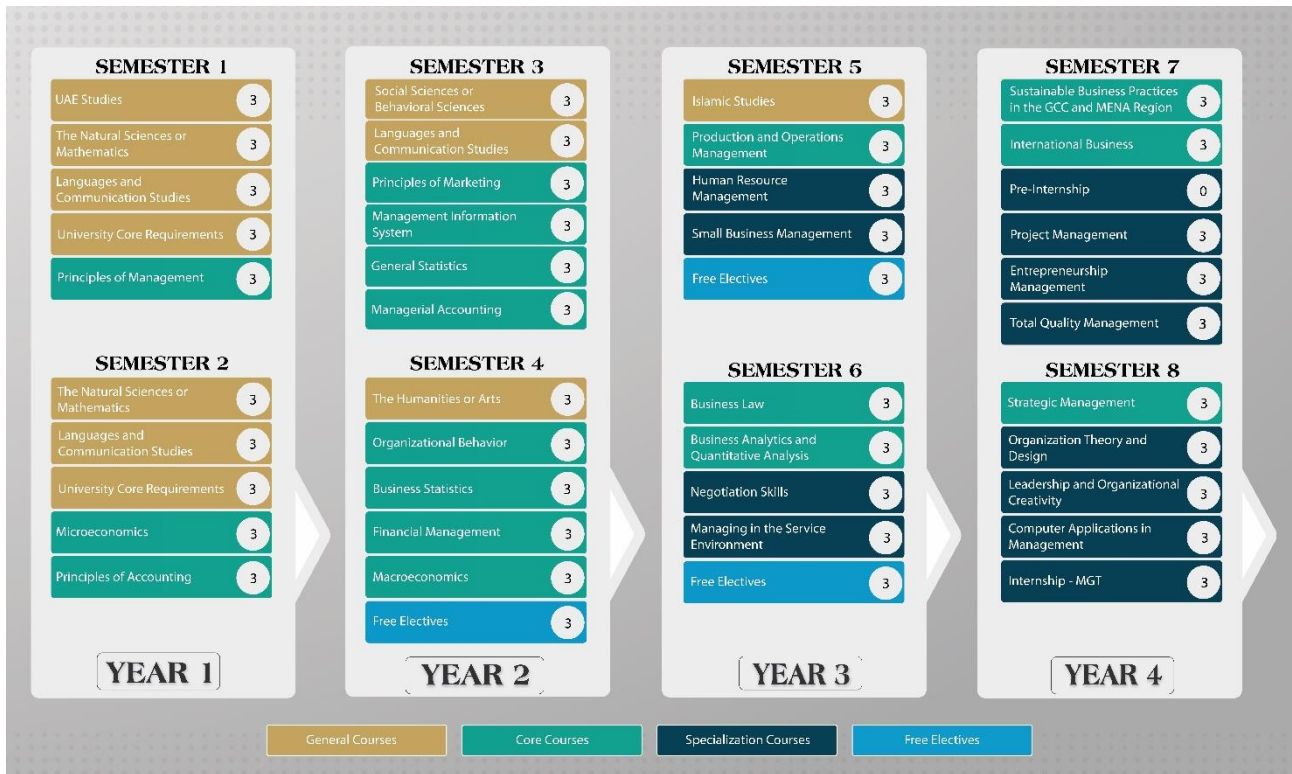 SEMESTER 1
UAE Studies
3
The Natural Sciences or
Mathematics
3
Languages and
Communication Studies
3
University Core Requirements
3
Principles of Management
3
SEMESTER 2
The Natural Sciences or
Mathematics
3
Languages and
Communication Studies
3
University Core Requirements
3
Microeconomics
3
Principles of Accounting
3
YEAR 1
SEMESTER 3
Social Sciences or
Behavioral Sciences
3
Languages and
Communication Studies
3
Principles of Marketing
3
Management Information
System
3
General Statistics
3
Managerial Accounting
3
SEMESTER 4
The Humanities or Arts
3
Organizational Behavior
3
Business Statistics
3
Financial Management
3
Macroeconomics
3
Free Electives
3
YEAR 2
SEMESTER 5
Islamic Studies
3
Production and Operations
Management
3
Human Resource
Management
3
Small Business Management
3
Free Electives
3
SEMESTER 6
Business Law
3
Business Analytics and
Quantitative Analysis
3
Negotiation Skills
3
Managing in the Service
Environment
3
Free Electives
3
YEAR 3
SEMESTER 7
Sustainable Business Practices
in the GCC and MENA Region
3
International Business
3
Pre-Internship
0
Project Management
3
Entrepreneurship
Management
3
Total Quality Management
3
SEMESTER 8
Strategic Management
3
Organization Theory and
Design
3
Leadership and Organizational
Creativity
3
Computer Applications in
Management
3
Internship - MGT
3
YEAR 4
General Courses
Core Courses
Specialization Courses
Free Electives